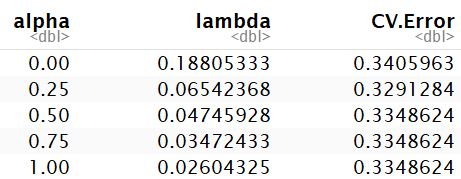 alpha lambda CV.Error
<dbl> <dbl> <dbl>
0.00 0.18805333 0.3405963
0.25 0.06542368 0.3291284
0.50 0.04745928 0.3348624
0.75 0.03472433 0.3348624
1.00 0.02604325 0.3348624